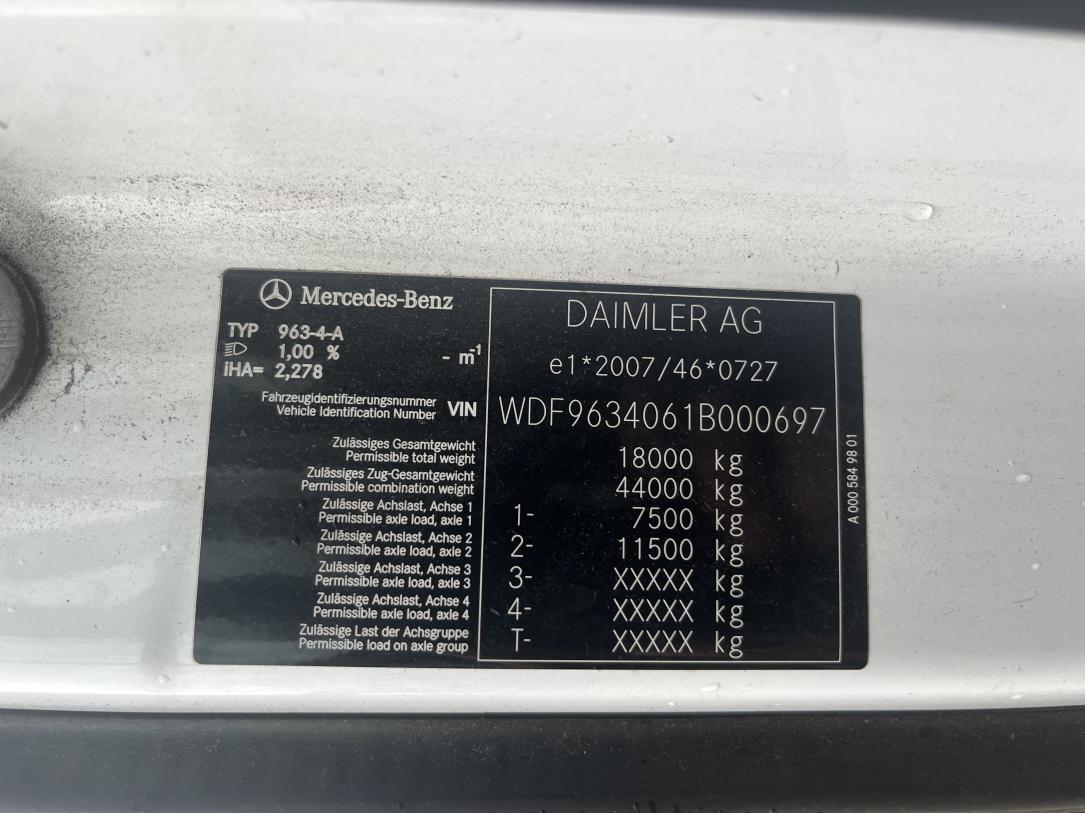 Mercedes-Benz
DAIMLER AG
TYP 963-4-A
1,00 % - m-1
iHA= 2,278
e1*2007/46*0727
Fahrzeugidentifizierungsnummer
Vehicle Identification Number VIN WDF9634061B000697
Zulässiges Gesamtgewicht
Permissible total weight 18000 kg
Zulässiges Zug-Gesamtgewicht
Permissible combination weight 44000 kg
Zulässige Achslast, Achse 1
Permissible axle load, axle 1 1- 7500 kg
Zulässige Achslast, Achse 2
Permissible axle load, axle 2 2- 11500 kg
Zulässige Achslast, Achse 3
Permissible axle load, axle 3 3- XXXXX kg
Zulässige Achslast, Achse 4
Permissible axle load, axle 4 4- XXXXX kg
Zulässige Last der Achsgruppe
Permissible load on axle group T- XXXXX kg
A 000 584 98 01